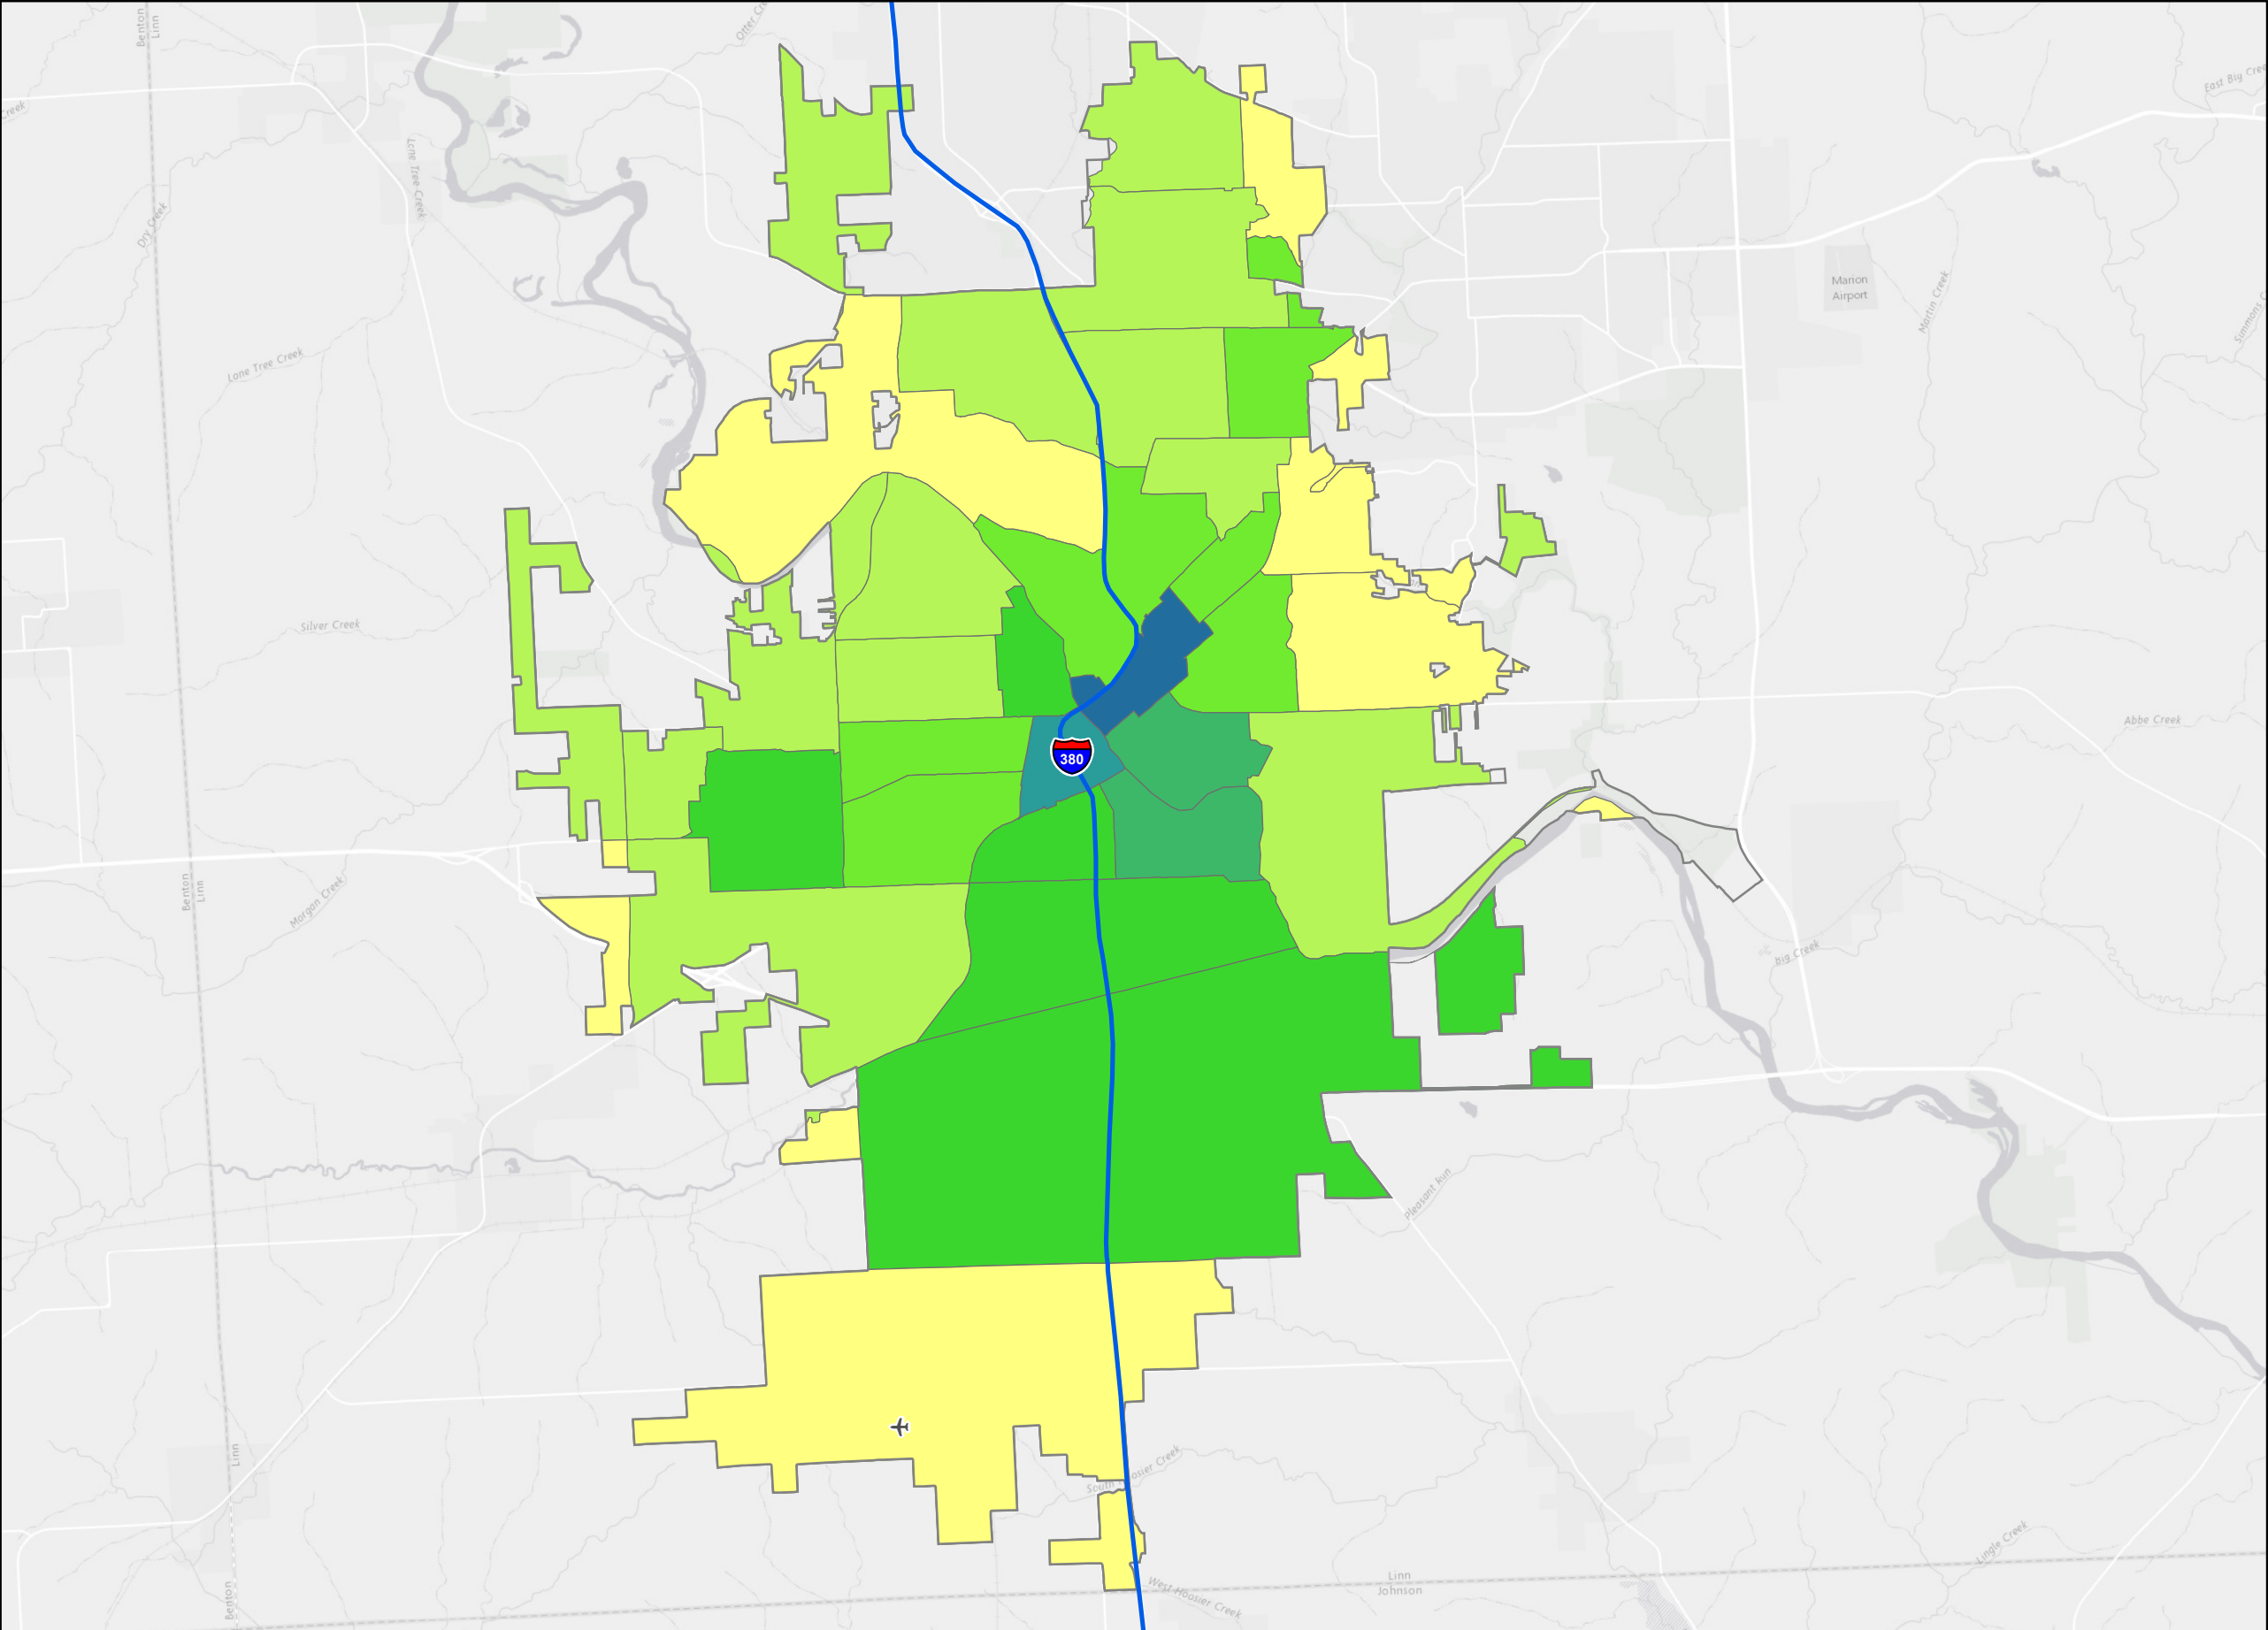 Benton
Linn
Otter Cre
East Big Cree
Creek
Lone Tree Creek
Dry Creek
Marion
Airport
Martin Creek
Simmons C
Lone Tree Creek
Silver Creek
Abbe Creek
380
Benton
Linn
Morgan Creek
Big Creek
Pleasant Run
Linn
Benton
South Hoosier Creek
Lingle Creek
Linn
Johnson
West Hoosier Creek